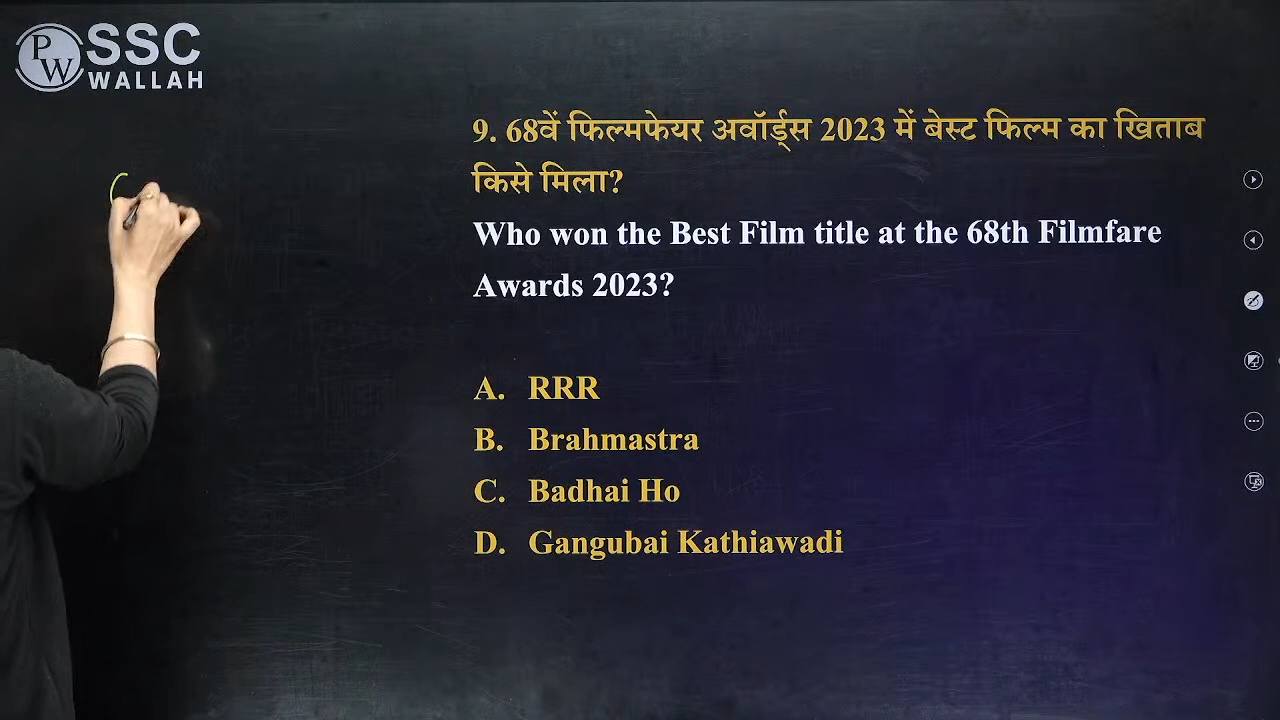 PW
SSC
WALLAH
9. 68वें फिल्मफेयर अवॉर्ड्स 2023 में बेस्ट फिल्म का खिताब
किसे मिला?
Who won the Best Film title at the 68th Filmfare
Awards 2023?
A. RRR
B. Brahmastra
C. Badhai Ho
D. Gangubai Kathiawadi